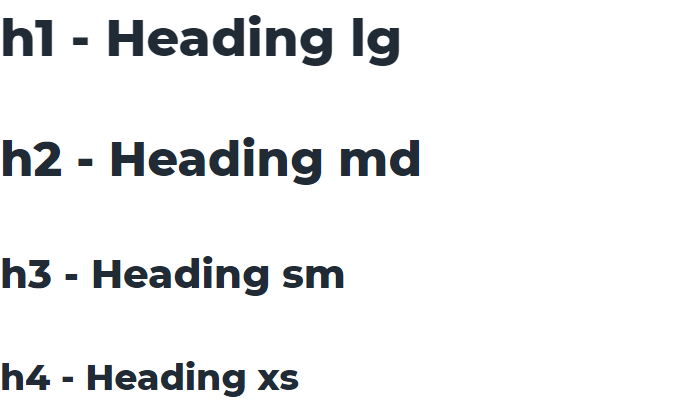 h1 - Heading lg
h2 - Heading md
h3 - Heading sm
h4 - Heading xs